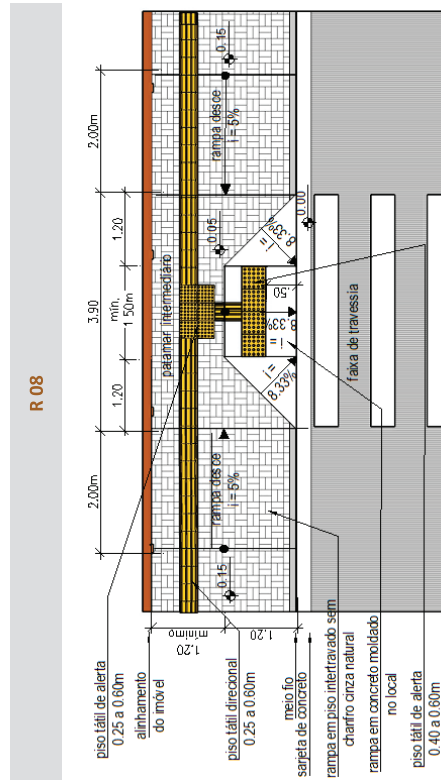 R 08
2.00m
3.90
2.00m
1.20
mín.
1.50m
1.20
patamar intermediário
0.15
0.05
0.15
0.00
rampa desce
i = 5%
rampa desce
i = 5%
8.33%
i =
8.33%
i =
8.33%
i =
.50
faixa de travessia
1,20
mínimo
1,20
piso tátil de alerta
0.25 a 0.60m
alinhamento
do imóvel
piso tátil direcional
0.25 a 0.60m
meio fio
sarjeta de concreto
rampa em piso intertravado sem
chanfro cinza natural
rampa em concreto moldado
no local
piso tátil de alerta
0.40 a 0.60m